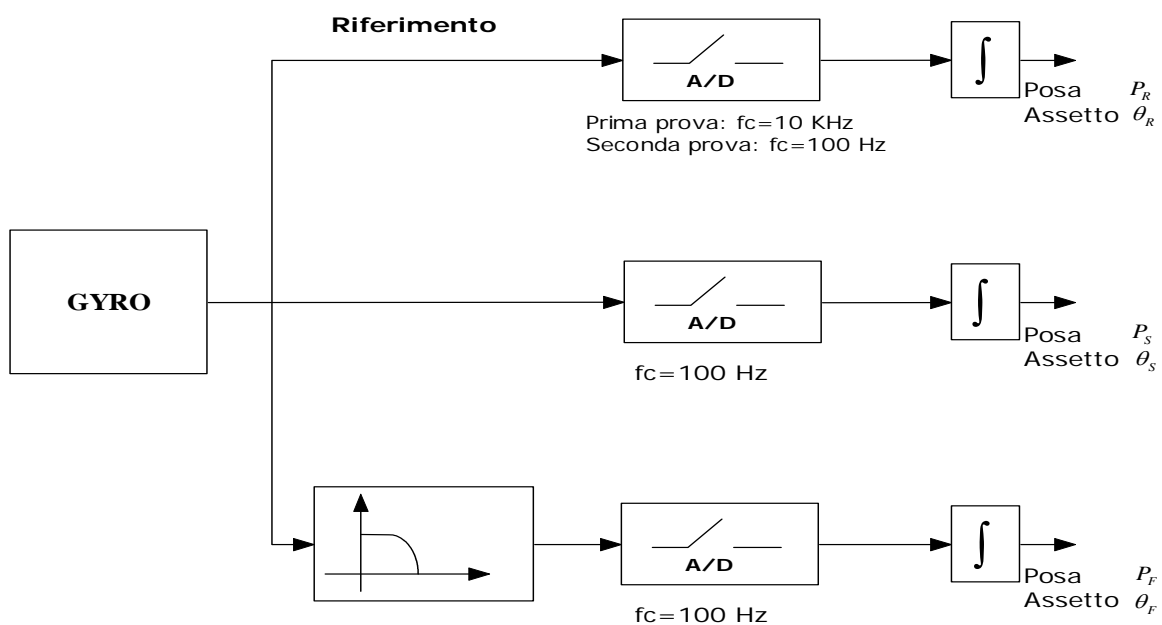 Riferimento
A/D
∫
Prima prova: fc=10 KHz
Seconda prova: fc=100 Hz
Posa P_R
Assetto θ_R
GYRO
A/D
∫
fc=100 Hz
Posa P_S
Assetto θ_S
A/D
∫
fc=100 Hz
Posa P_F
Assetto θ_F